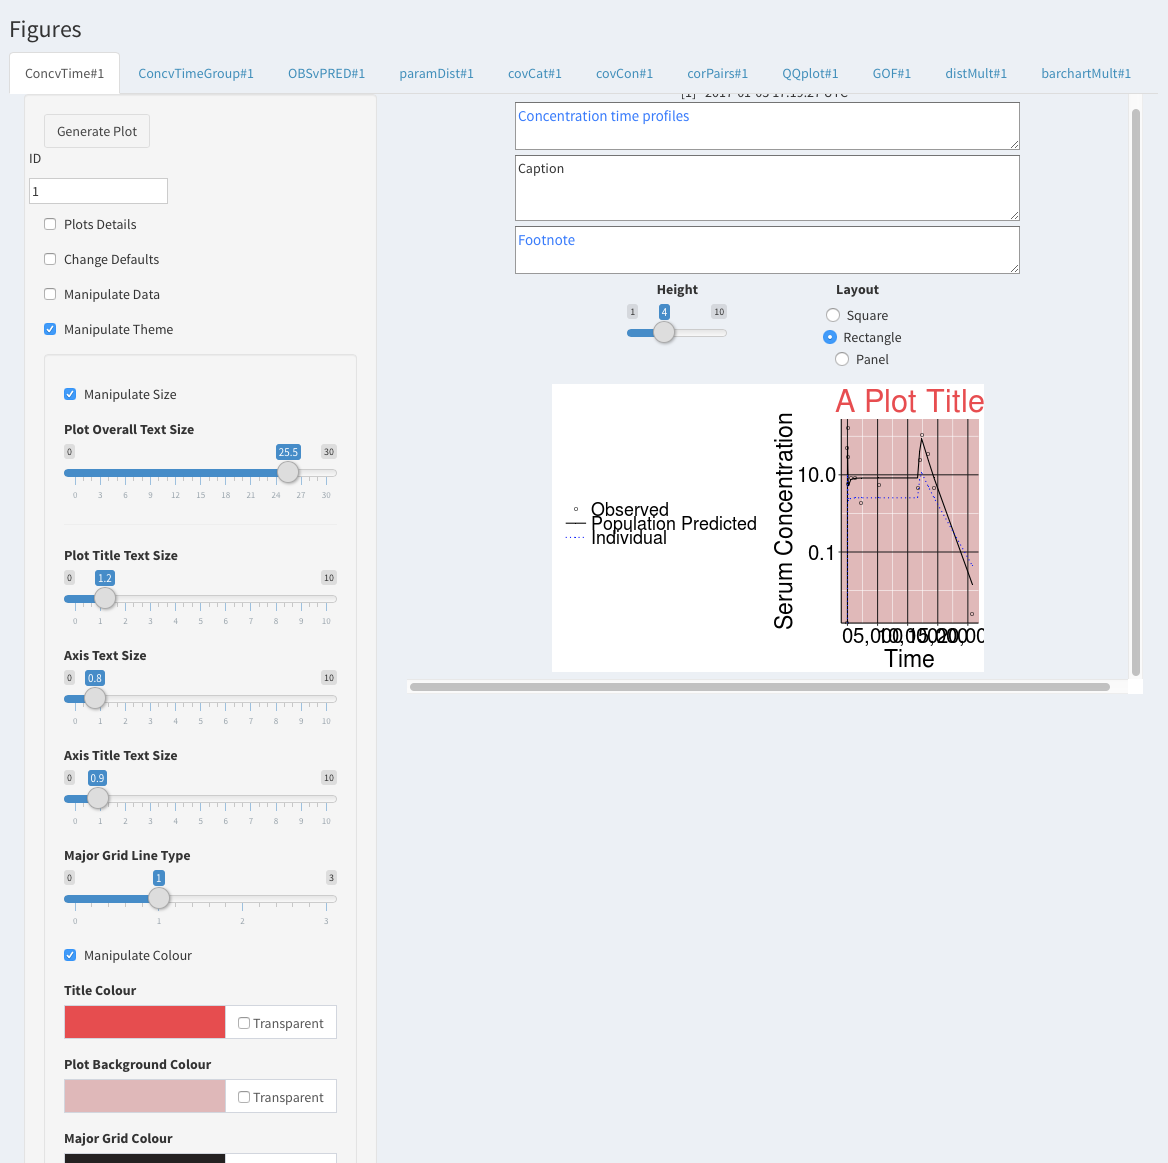 Figures
ConcvTime#1 ConcvTimeGroup#1 OBSvPRED#1 paramDist#1 covCat#1 covCon#1 corPairs#1 QQplot#1 GOF#1 distMult#1 barchartMult#1
Generate Plot
ID
1
Plots Details
Change Defaults
Manipulate Data
Manipulate Theme
Manipulate Size
Plot Overall Text Size
0 25.5 30
0 3 6 9 12 15 18 21 24 27 30
Plot Title Text Size
0 1.2 10
0 1 2 3 4 5 6 7 8 9 10
Axis Text Size
0 0.8 10
0 1 2 3 4 5 6 7 8 9 10
Axis Title Text Size
0 0.9 10
0 1 2 3 4 5 6 7 8 9 10
Major Grid Line Type
0 1 3
0 1 2 3
Manipulate Colour
Title Colour
Transparent
Plot Background Colour
Transparent
Major Grid Colour
Concentration time profiles
Caption
Footnote
Height
1 4 10
Layout
Square
Rectangle
Panel
A Plot Title
Observed
Population Predicted
Individual
Serum Concentration
10.0
0.1
Time